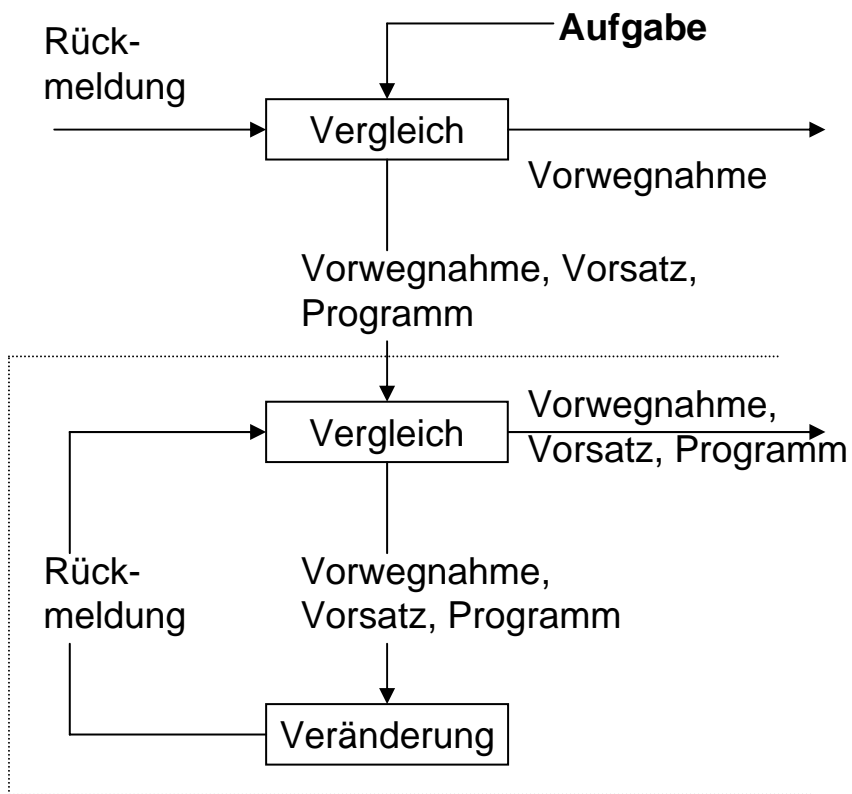 Aufgabe
Rück-
meldung
Vergleich
Vorwegnahme
Vorwegnahme, Vorsatz,
Programm
Vergleich
Vorwegnahme,
Vorsatz, Programm
Rück-
meldung
Vorwegnahme,
Vorsatz, Programm
Veränderung